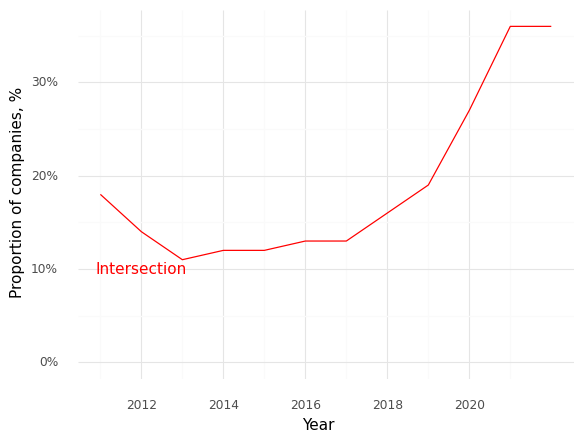 Proportion of companies, %
30%
20%
10%
0%
Intersection
2012 2014 2016 2018 2020
Year